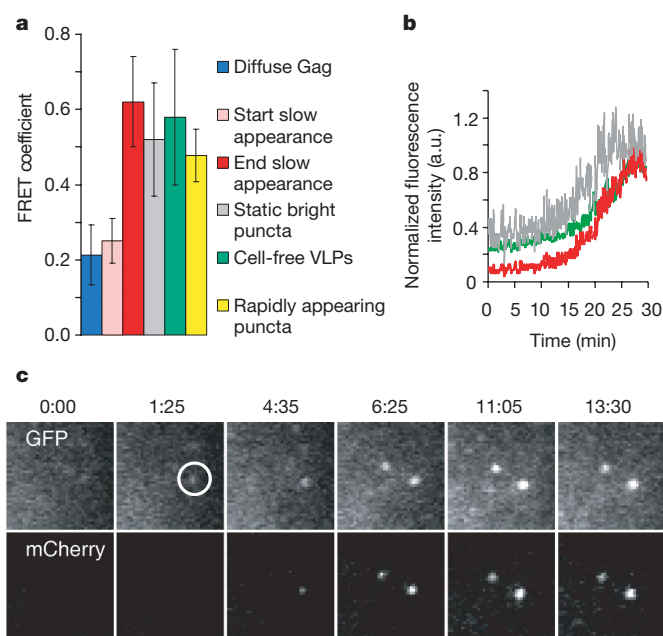 a
0.8
0.6
0.4
0.2
0.0
FRET coefficient
Diffuse Gag
Start slow
appearance
End slow
appearance
Static bright
puncta
Cell-free VLPs
Rapidly appearing
puncta
b
Normalized fluorescence
intensity (a.u.)
1.2
0.8
0.4
0
0 5 10 15 20 25 30
Time (min)
c
0:00 1:25 4:35 6:25 11:05 13:30
GFP
mCherry